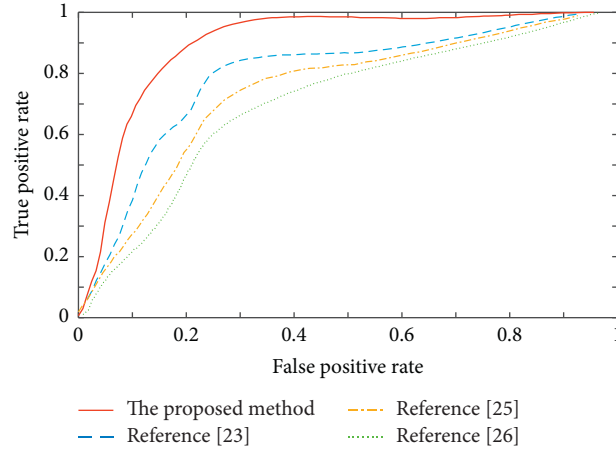 1
0.8
0.6
0.4
0.2
0
True positive rate
0
0.2
0.4
0.6
0.8
1
False positive rate
The proposed method
Reference [23]
Reference [25]
Reference [26]